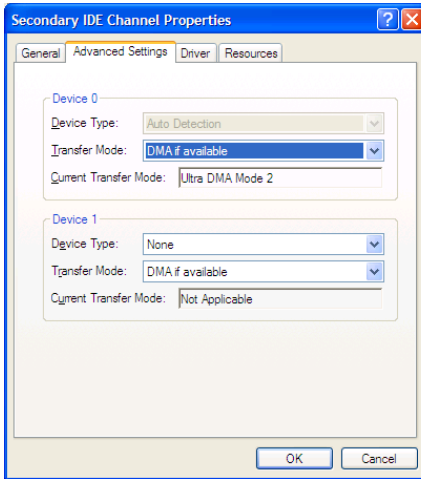 Secondary IDE Channel Properties
General Advanced Settings Driver Resources
Device 0
Device Type: Auto Detection
Transfer Mode: DMA if available
Current Transfer Mode: Ultra DMA Mode 2
Device 1
Device Type: None
Transfer Mode: DMA if available
Current Transfer Mode: Not Applicable
OK Cancel